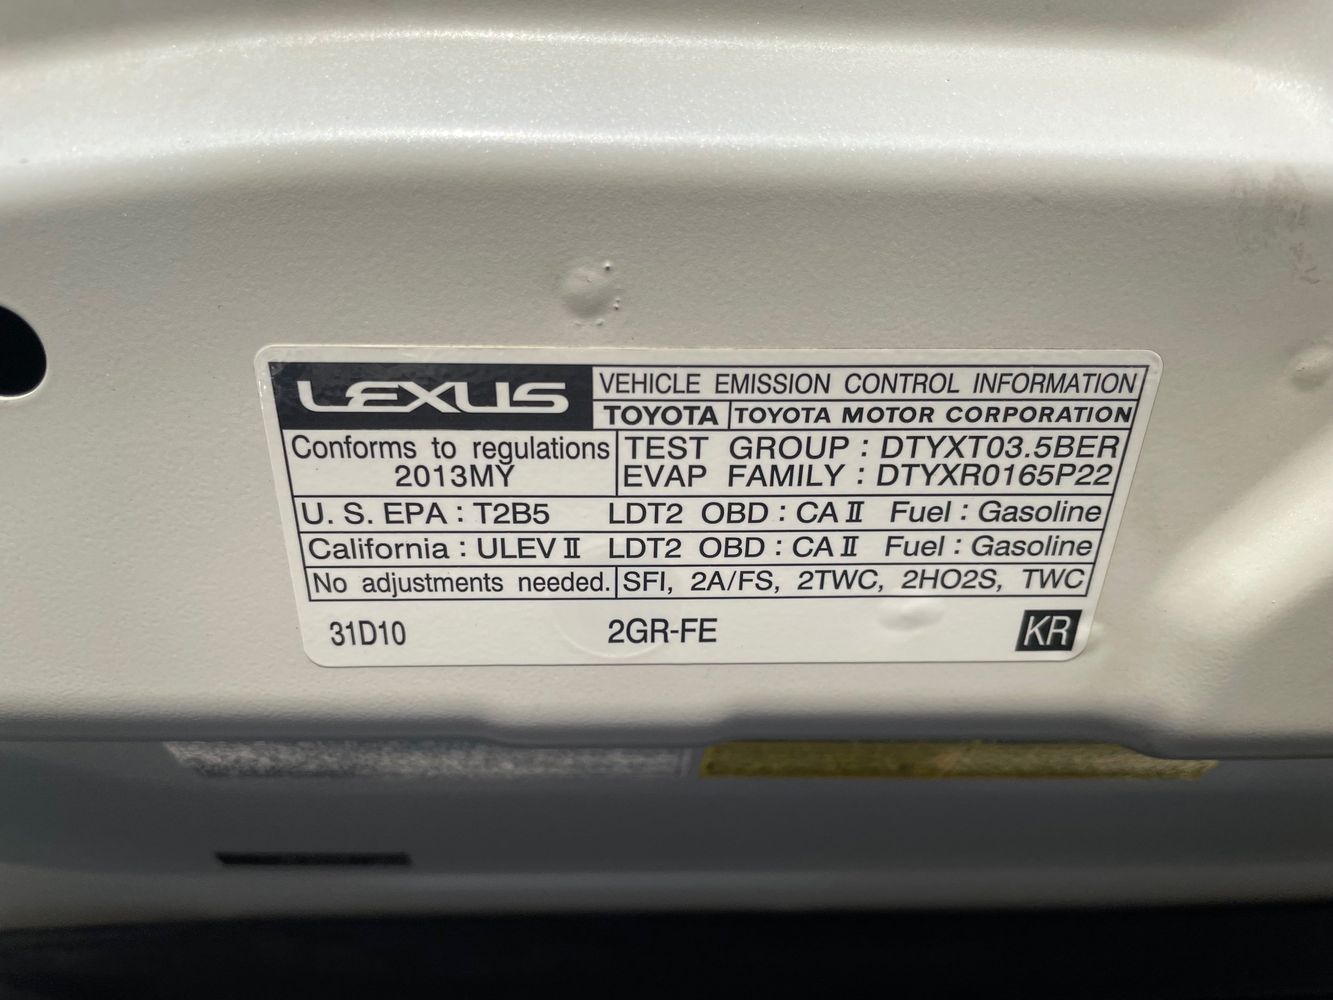 LEXUS VEHICLE EMISSION CONTROL INFORMATION
TOYOTA TOYOTA MOTOR CORPORATION
Conforms to regulations TEST GROUP : DTYXT03.5BER
2013MY EVAP FAMILY : DTYXR0165P22
U. S. EPA : T2B5 LDT2 OBD : CA II Fuel : Gasoline
California : ULEV II LDT2 OBD : CA II Fuel : Gasoline
No adjustments needed. SFI, 2A/FS, 2TWC, 2HO2S, TWC
31D10 2GR-FE KR